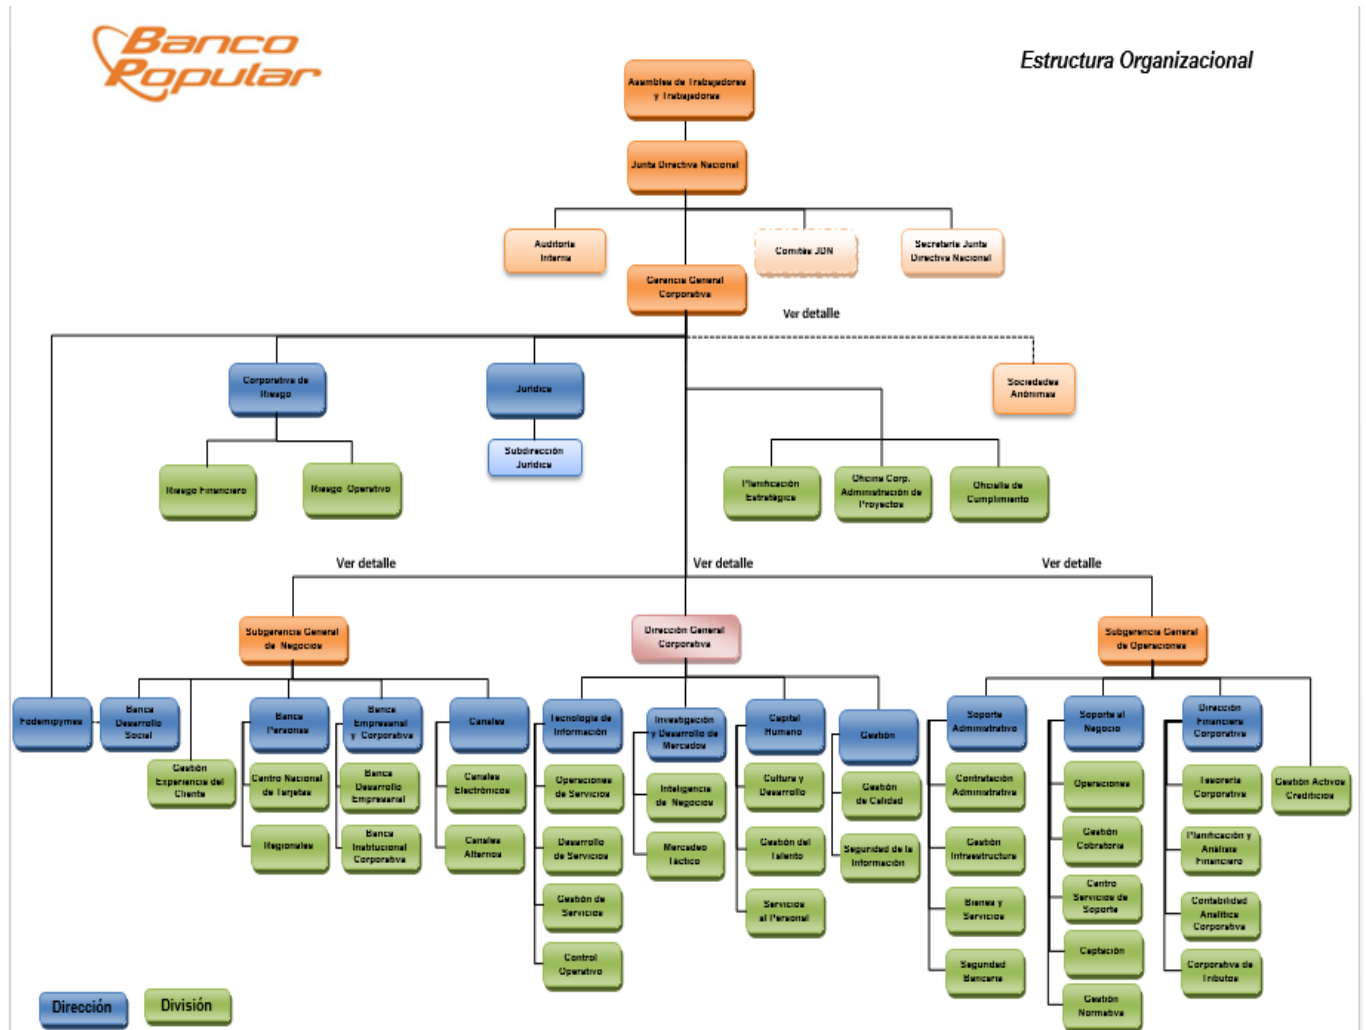 Banco
Popular
Estructura Organizacional
Asamblea de Trabajadores
y Trabajadoras
Junta Directiva Nacional
Auditoría
Interna
Comités JDN
Secretaría Junta
Directiva Nacional
Gerencia General
Corporativa
Ver detalle
Corporativa de
Riesgo
Jurídica
Sociedades
Anónimas
Subdirección
Jurídica
Riesgo Financiero
Riesgo Operativo
Planificación
Estratégica
Oficina Corp.
Administración de
Proyectos
Oficialía de
Cumplimiento
Ver detalle
Ver detalle
Ver detalle
Subgerencia General
de Negocios
Dirección General
Corporativa
Subgerencia General
de Operaciones
Fodemipyme
Banca
Desarrollo
Social
Banca
Personas
Banca
Empresarial
y Corporativa
Canales
Tecnología de
Información
Investigación
y Desarrollo de
Mercados
Capital
Humano
Gestión
Soporte
Administrativo
Soporte al
Negocio
Dirección
Financiera
Corporativa
Gestión
Experiencia del
Cliente
Centro Nacional
de Tarjetas
Banca
Desarrollo
Empresarial
Canales
Electrónicos
Operaciones
de Servicios
Inteligencia
de Negocios
Cultura y
Desarrollo
Gestión
de Calidad
Contratación
Administrativa
Operaciones
Tesorería
Corporativa
Gestión Activos
Crediticios
Regionales
Banca
Institucional
Corporativa
Canales
Alternos
Desarrollo
de Servicios
Mercadeo
Táctico
Gestión del
Talento
Seguridad de la
Información
Gestión
Infraestructura
Gestión
Cobratoria
Planificación y
Análisis
Financiero
Gestión de
Servicios
Servicios
al Personal
Bienes y
Servicios
Centro
Servicios de
Soporte
Contabilidad
Analítica
Corporativa
Control
Operativo
Seguridad
Bancaria
Captación
Corporativa de
Tributos
Gestión
Normativa
Dirección
División